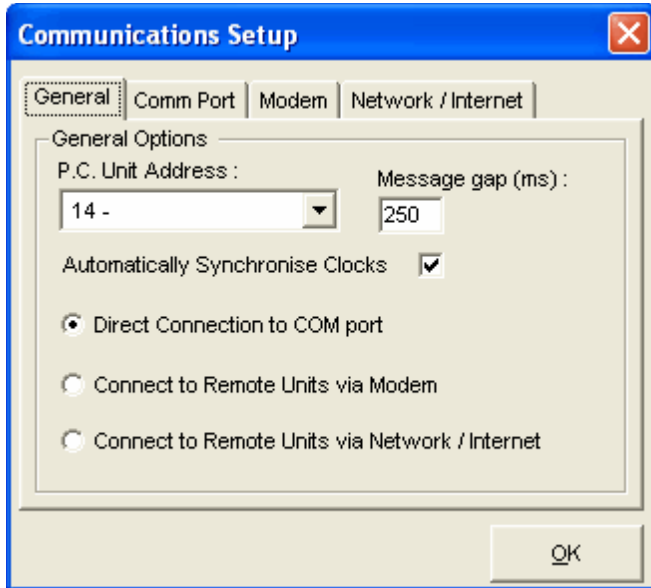 Communications Setup
General Comm Port Modem Network / Internet
General Options
P.C. Unit Address :
Message gap (ms) :
14 -
250
Automatically Synchronise Clocks
Direct Connection to COM port
Connect to Remote Units via Modem
Connect to Remote Units via Network / Internet
OK